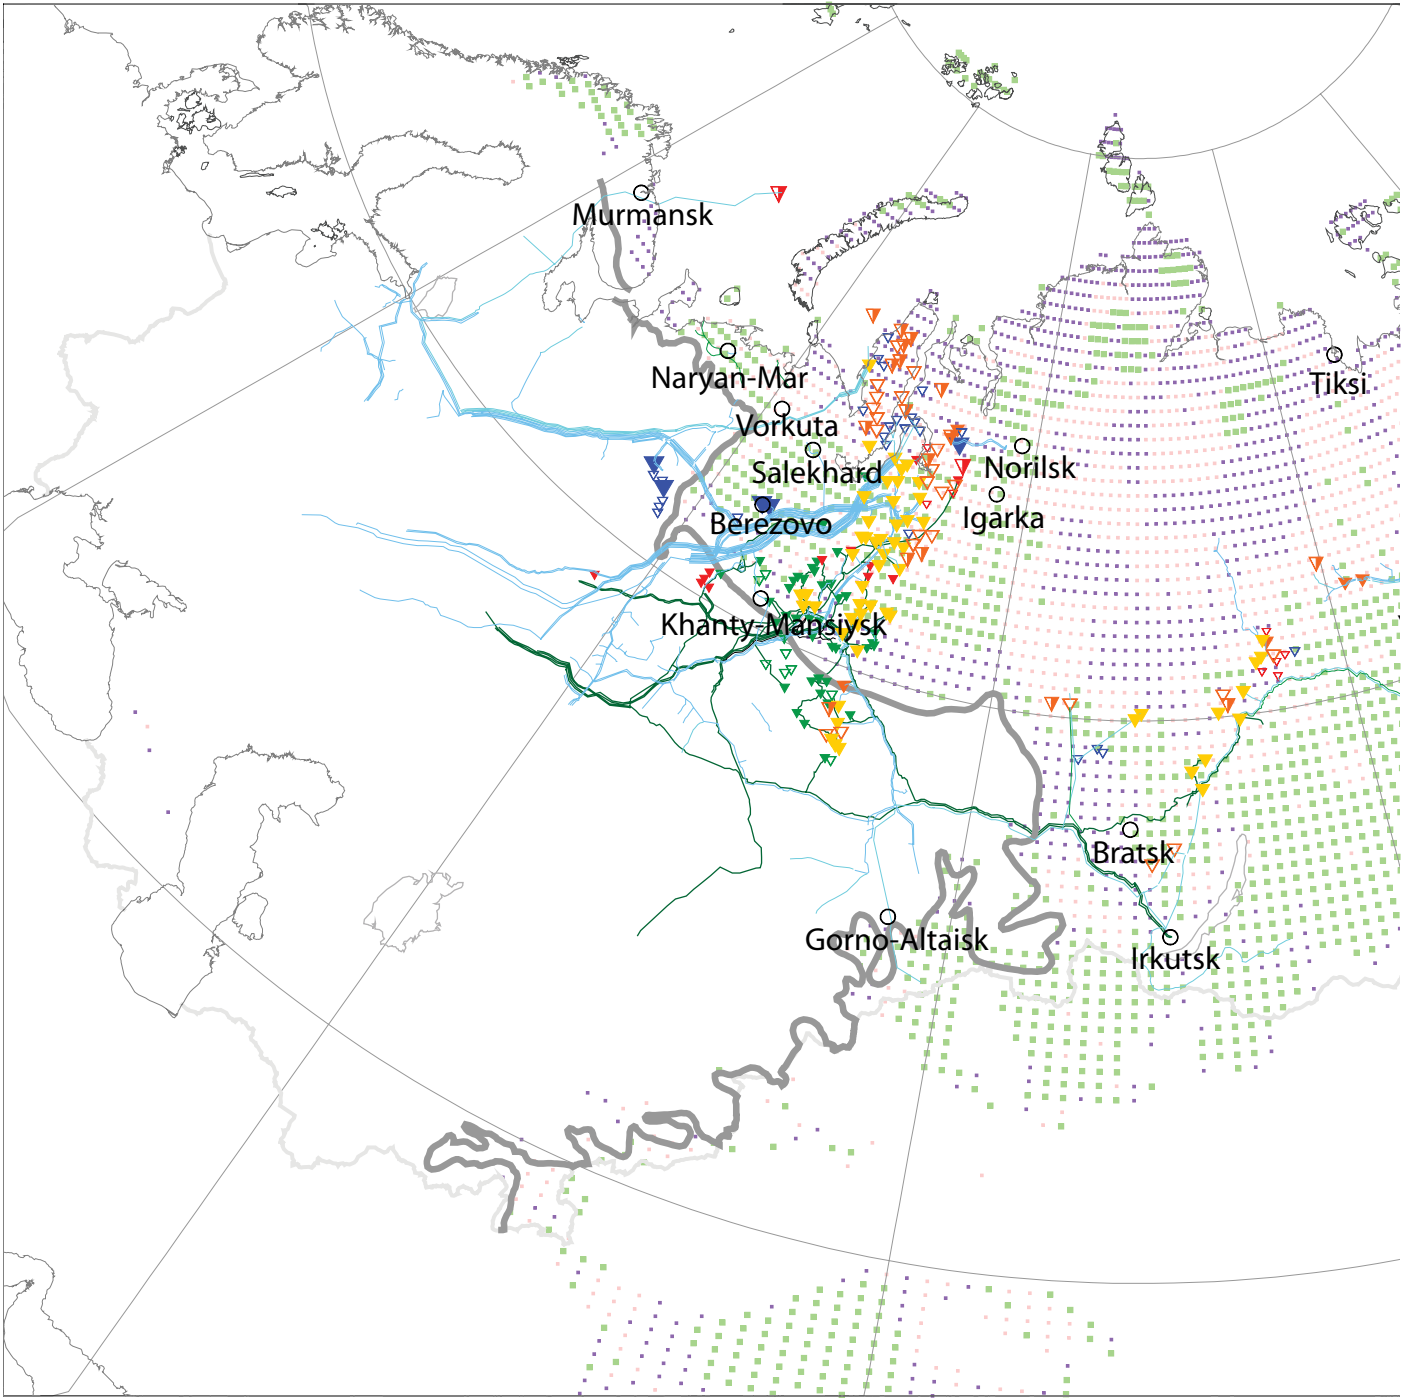 Murmansk
Naryan-Mar
Tiksi
Vorkuta
Salekhard
Norilsk
Berezovo
Igarka
Khanty-Mansiysk
Bratsk
Gorno-Altaisk
Irkutsk